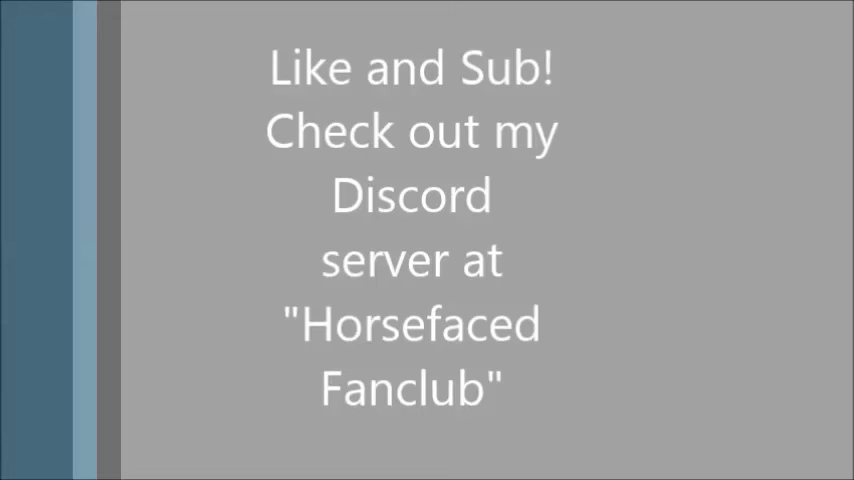 Like and Sub!
Check out my
Discord
server at
"Horsefaced
Fanclub"